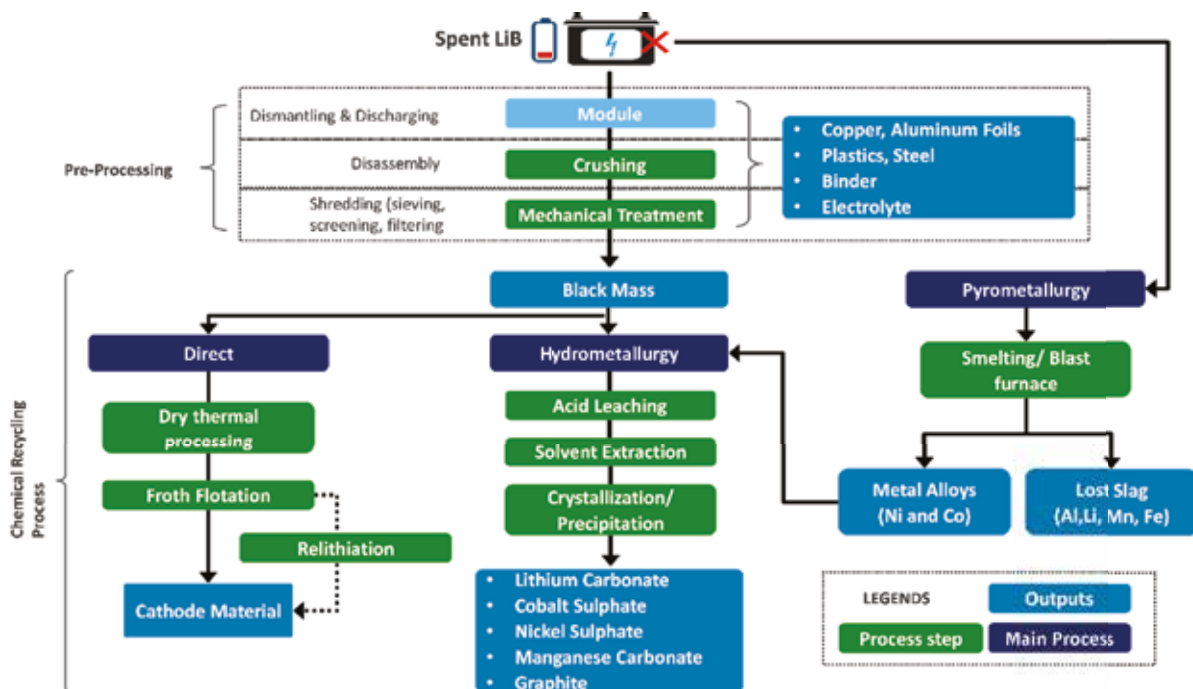 Spent LiB
Pre-Processing
Dismantling & Discharging
Module
Disassembly
Crushing
Shredding (sieving,
screening, filtering
Mechanical Treatment
• Copper, Aluminum Foils
• Plastics, Steel
• Binder
• Electrolyte
Chemical Recycling
Process
Black Mass
Pyrometallurgy
Direct
Hydrometallurgy
Smelting/ Blast
furnace
Dry thermal
processing
Acid Leaching
Solvent Extraction
Froth Flotation
Crystallization/
Precipitation
Metal Alloys
(Ni and Co)
Lost Slag
(Al,Li, Mn, Fe)
Relithiation
Cathode Material
• Lithium Carbonate
• Cobalt Sulphate
• Nickel Sulphate
• Manganese Carbonate
• Graphite
LEGENDS
Outputs
Process step
Main Process